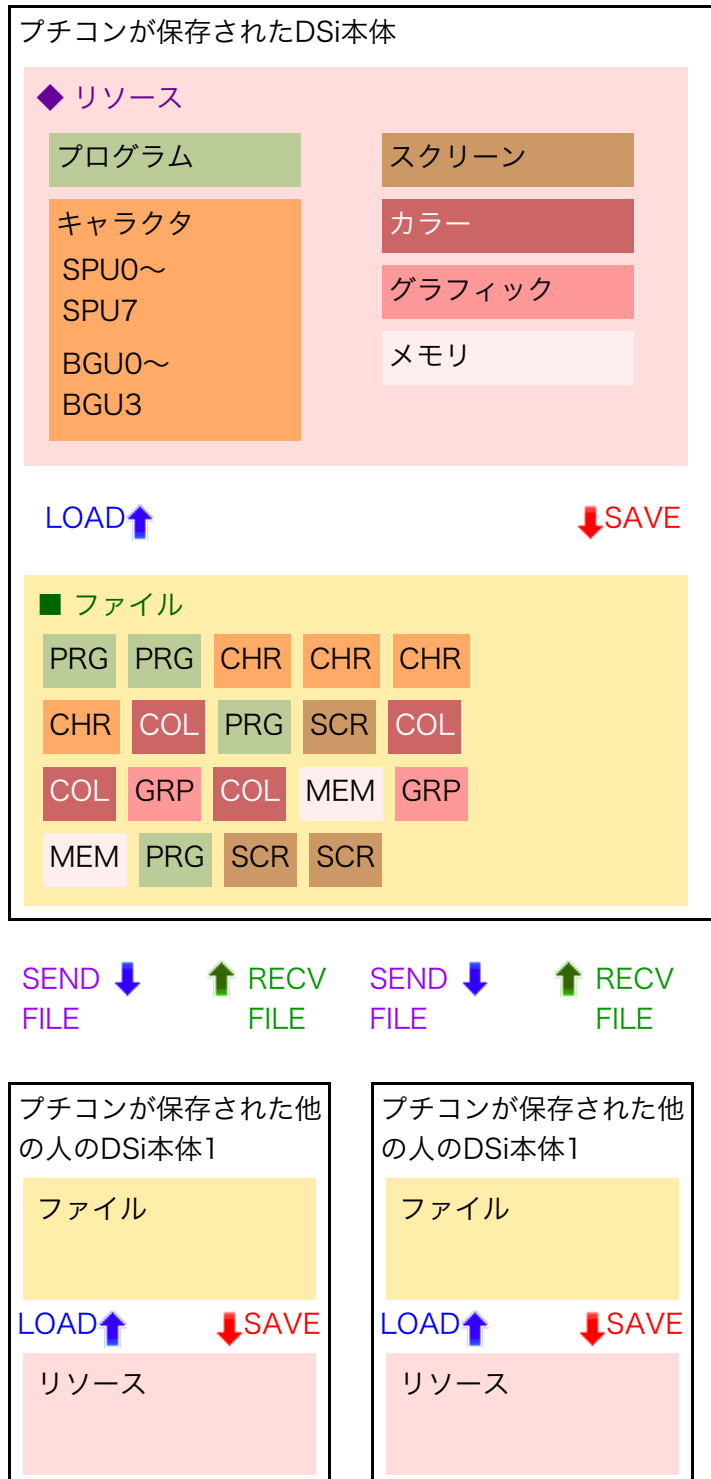 プチコンが保存されたDSi本体
◆ リソース
プログラム
キャラクタ
SPU0〜
SPU7
BGU0〜
BGU3
スクリーン
カラー
グラフィック
メモリ
LOAD
SAVE
■ ファイル
PRG PRG CHR CHR CHR
CHR COL PRG SCR COL
COL GRP COL MEM GRP
MEM PRG SCR SCR
SEND
FILE
RECV
FILE
SEND
FILE
RECV
FILE
プチコンが保存された他
の人のDSi本体1
ファイル
LOAD
SAVE
リソース
プチコンが保存された他
の人のDSi本体1
ファイル
LOAD
SAVE
リソース